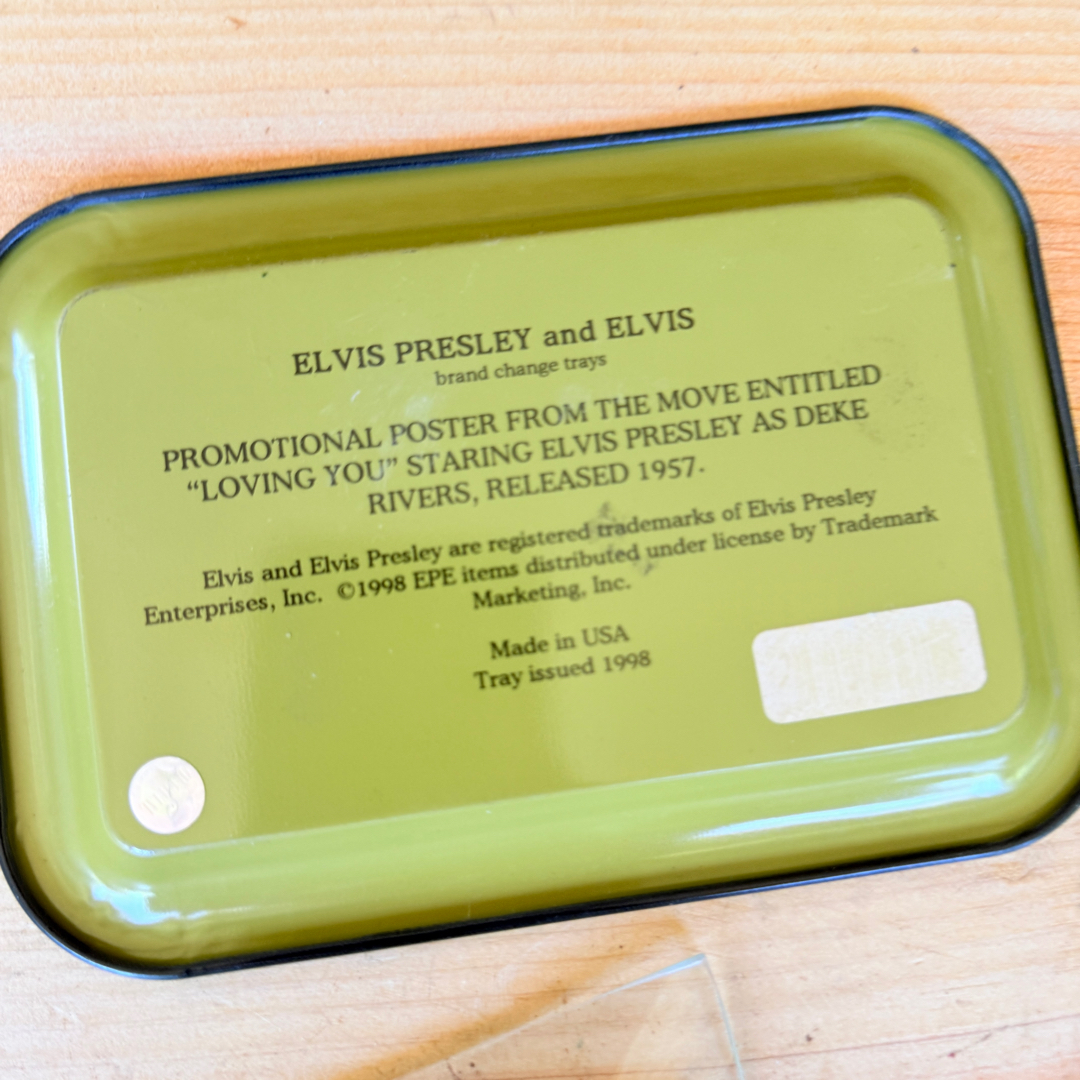 ELVIS PRESLEY and ELVIS
brand change trays
PROMOTIONAL POSTER FROM THE MOVE ENTITLED
“LOVING YOU” STARING ELVIS PRESLEY AS DEKE
RIVERS, RELEASED 1957.
Elvis and Elvis Presley are registered trademarks of Elvis Presley
Enterprises, Inc. ©1998 EPE items distributed under license by Trademark
Marketing, Inc.
Made in USA
Tray issued 1998